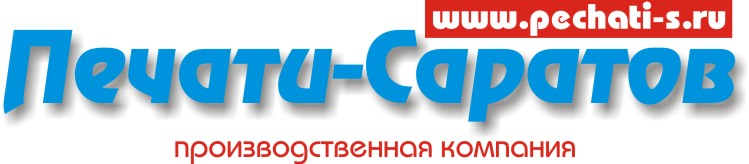 www.pechati-s.ru
Печати-Саратов
производственная компания